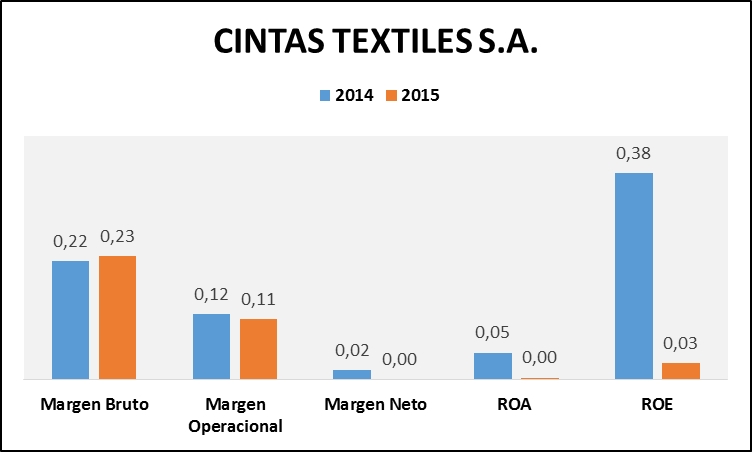 CINTAS TEXTILES S.A.
2014 2015
0,22 0,23 0,12 0,11 0,02 0,00 0,05 0,00 0,38 0,03
Margen Bruto
Margen
Operacional
Margen Neto
ROA
ROE